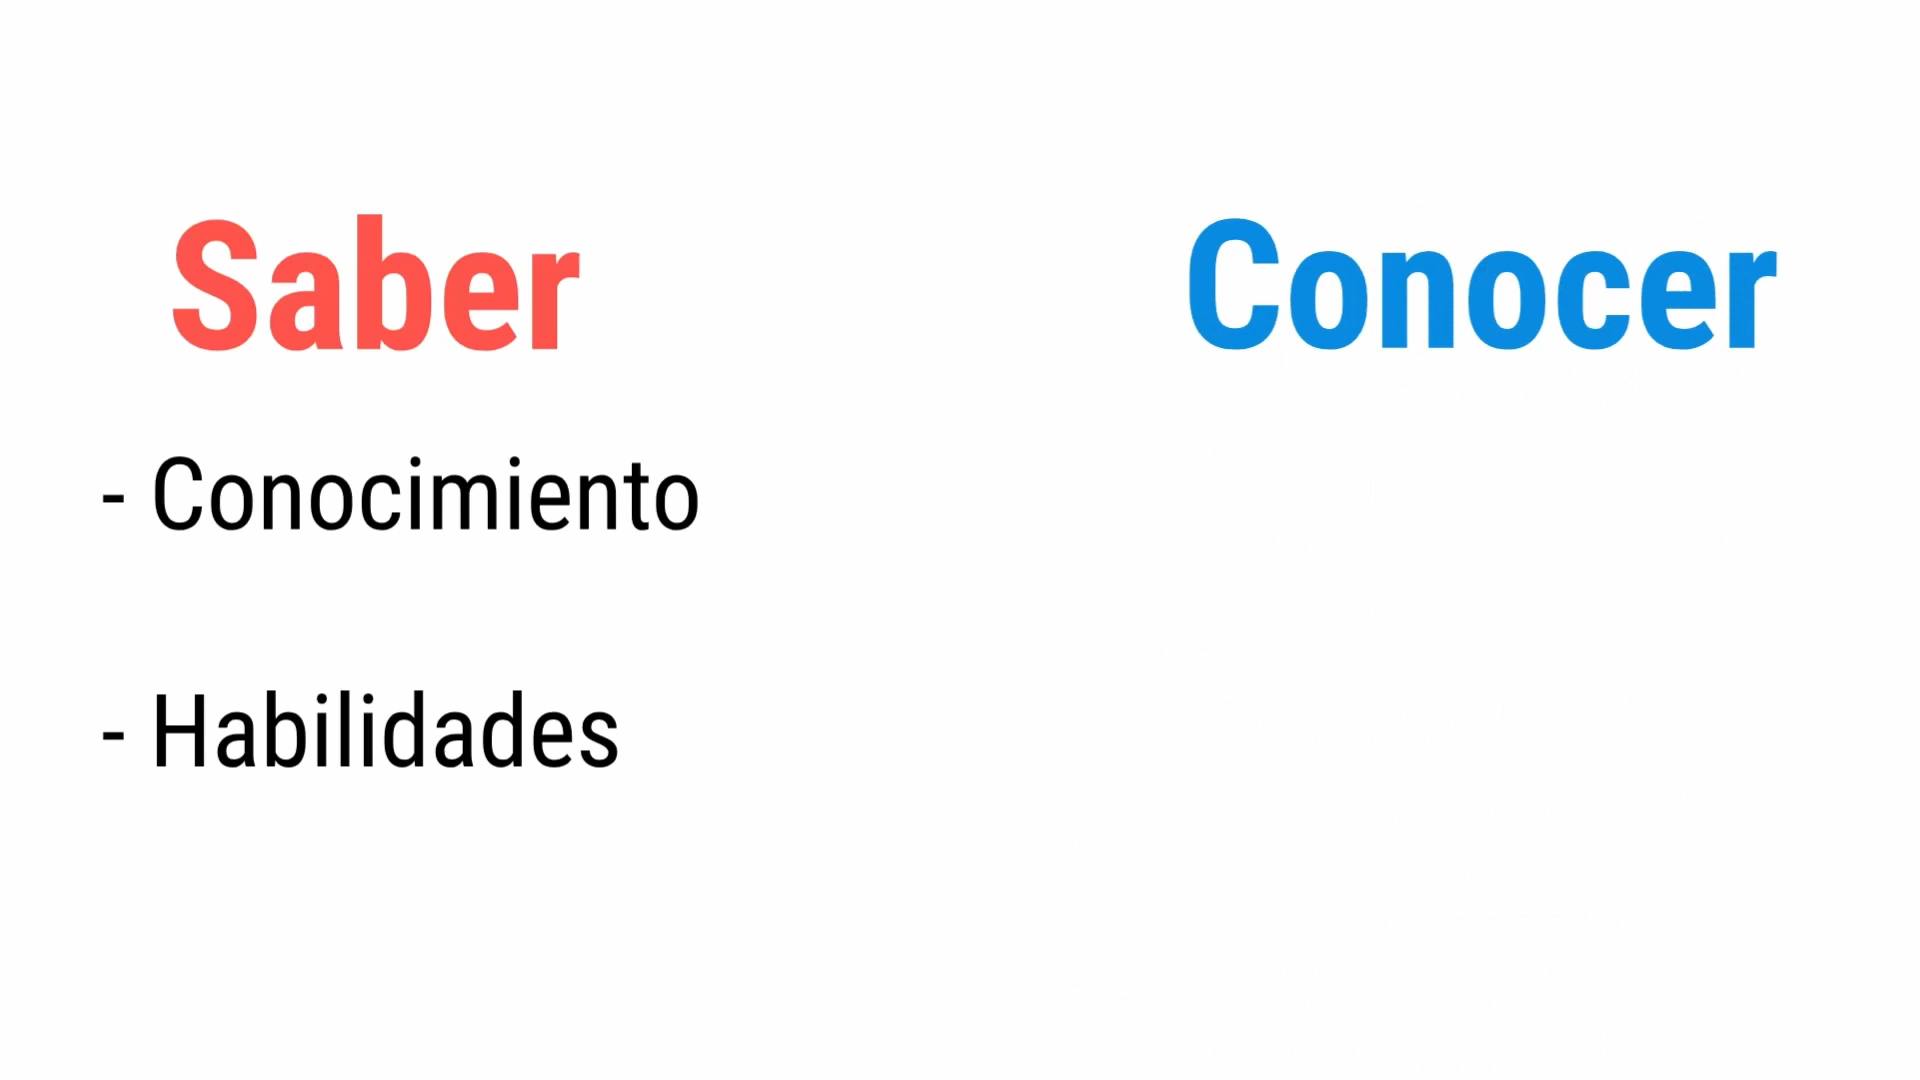 Saber
Conocer
- Conocimiento
- Habilidades